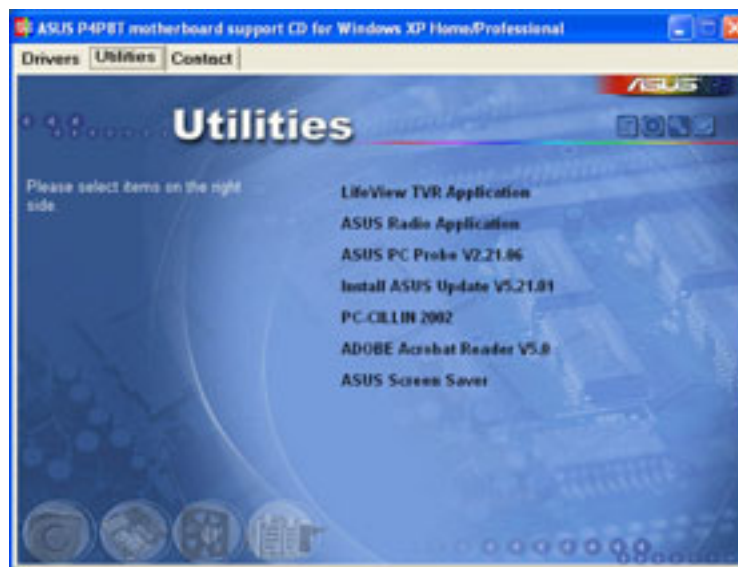 ASUS P4P8T motherboard support CD for Windows XP Home/Professional
Drivers Utilities Contact
ASUS
Utilities
Please select items on the right
side.
LifeView TVR Application
ASUS Radio Application
ASUS PC Probe V2.21.06
Install ASUS Update V5.21.01
PC-CILLIN 2002
ADOBE Acrobat Reader V5.0
ASUS Screen Saver